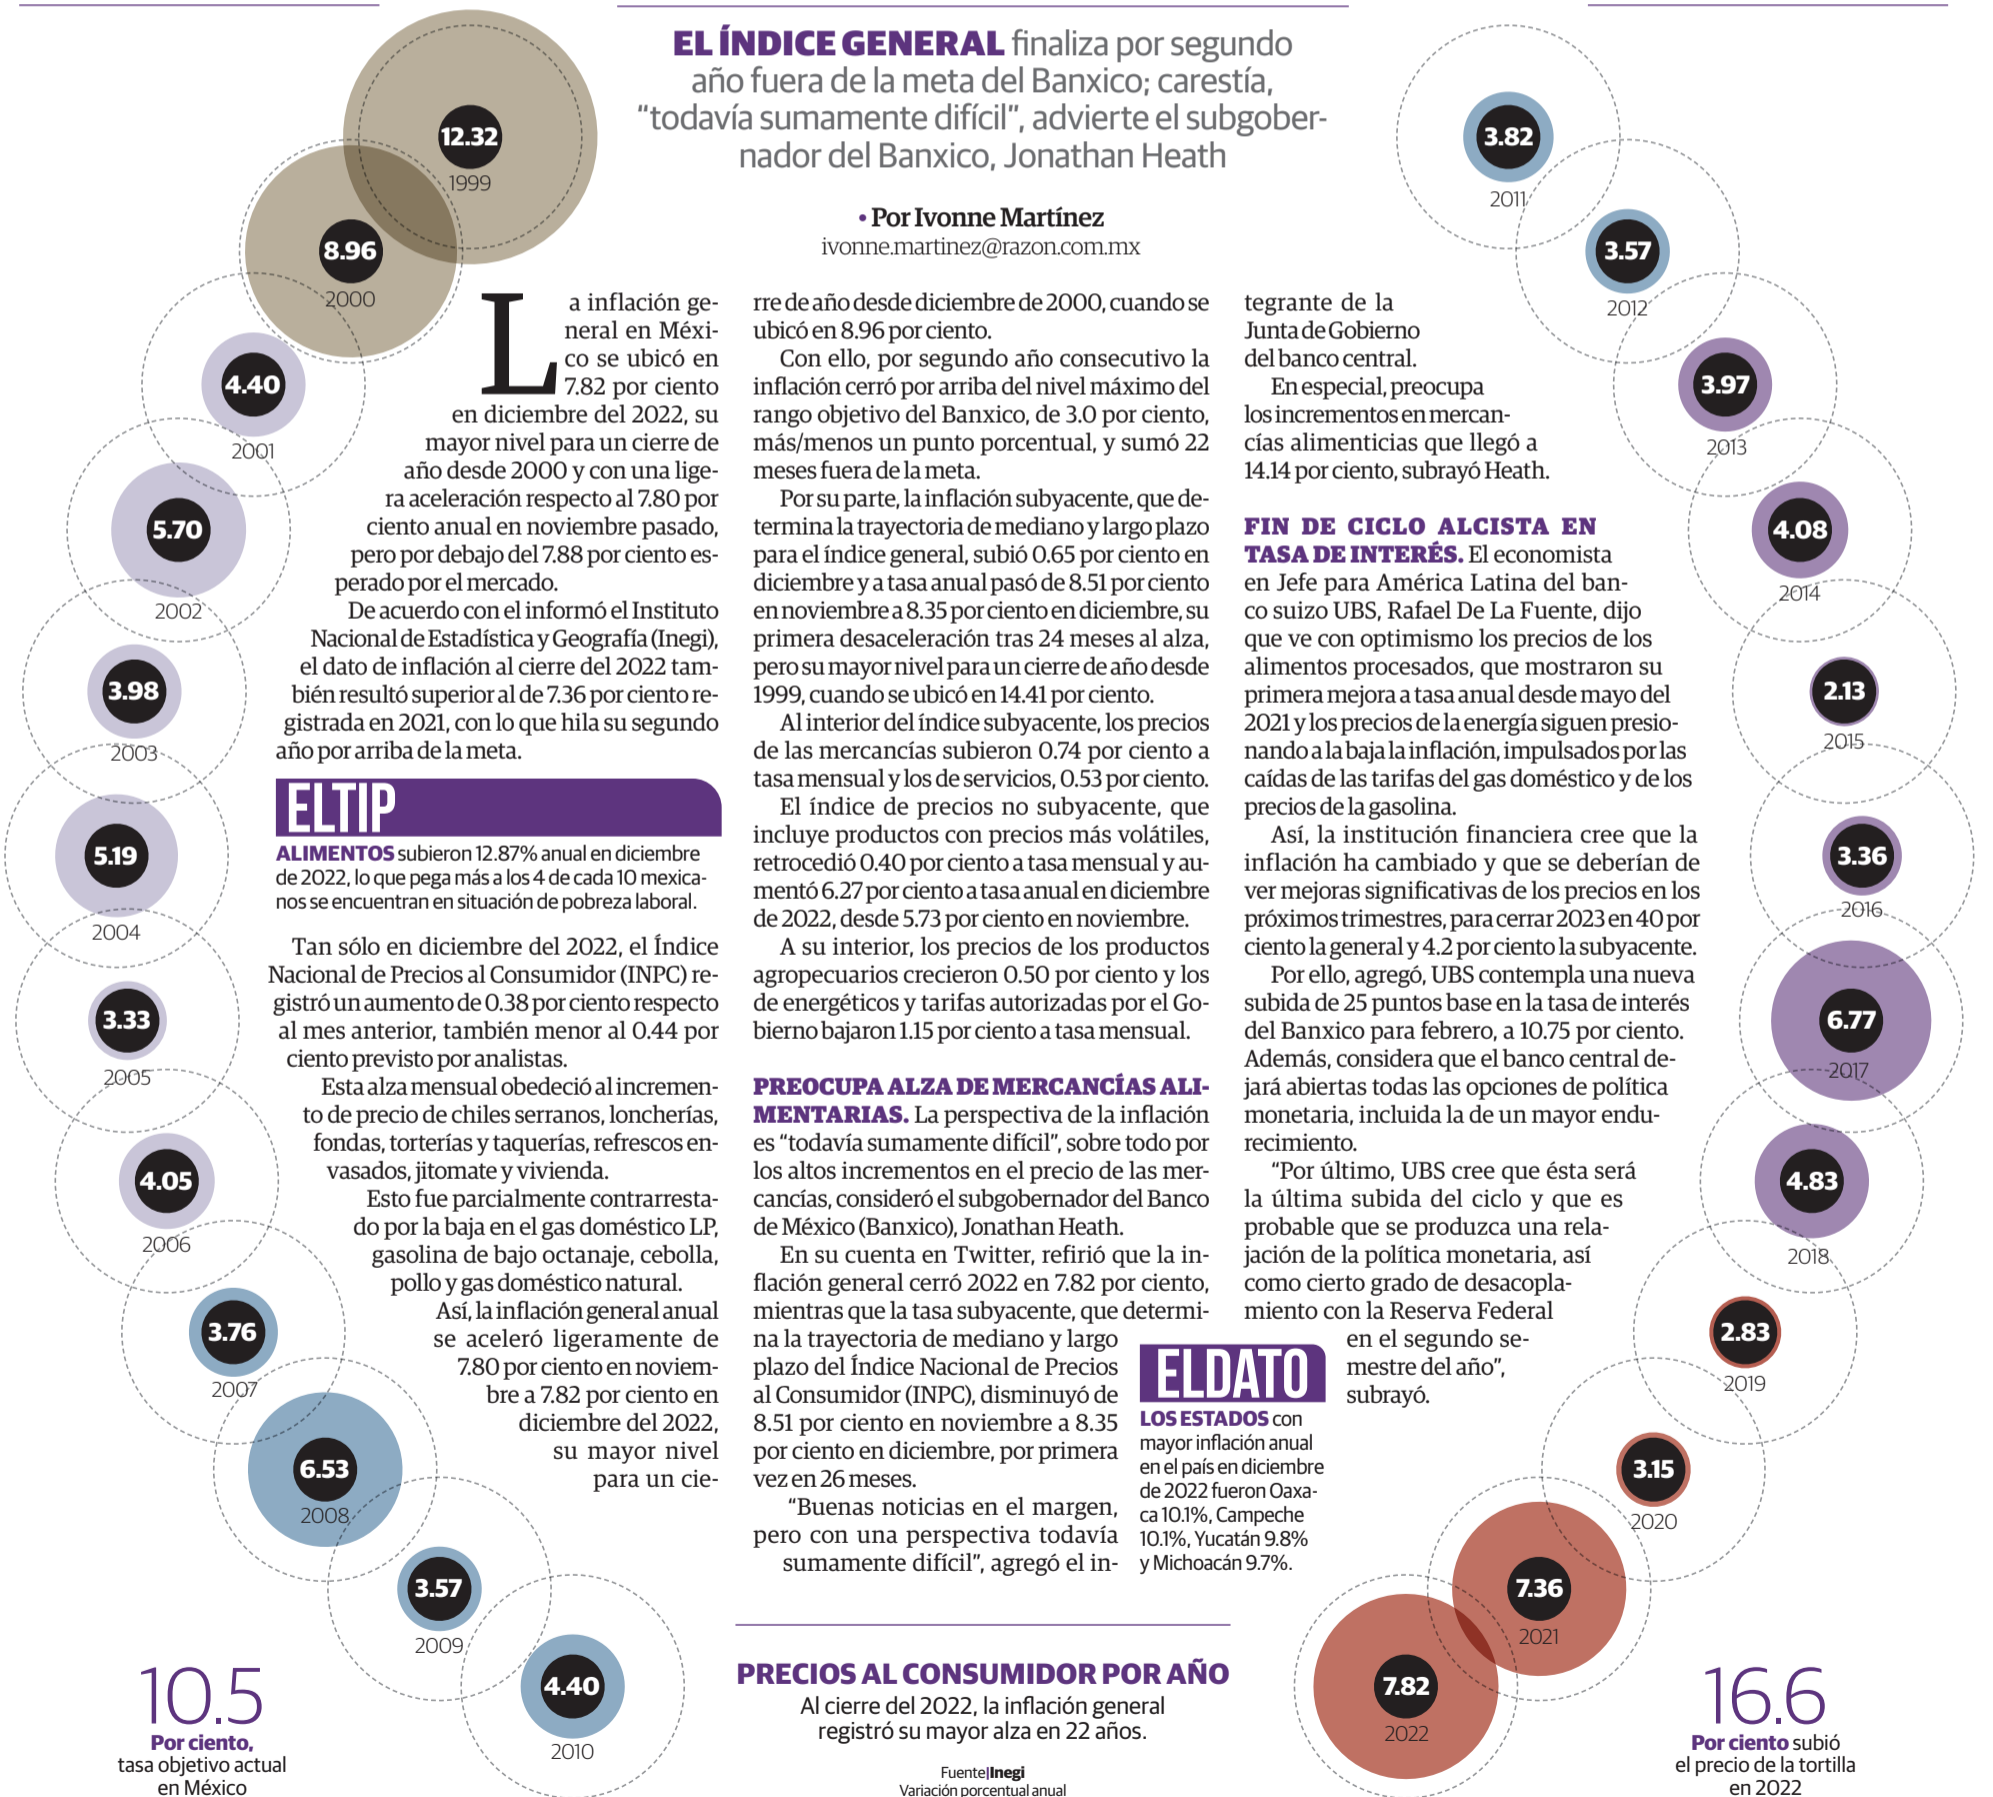 EL ÍNDICE GENERAL finaliza por segundo
año fuera de la meta del Banxico; carestía,
“todavía sumamente difícil”, advierte el subgober-
nador del Banxico, Jonathan Heath
• Por Ivonne Martínez
ivonne.martinez@razon.com.mx
La inflación ge-
neral en Méxi-
co se ubicó en
7.82 por ciento
en diciembre del 2022, su
mayor nivel para un cierre de
año desde 2000 y con una lige-
ra aceleración respecto al 7.80 por
ciento anual en noviembre pasado,
pero por debajo del 7.88 por ciento es-
perado por el mercado.
De acuerdo con el informó el Instituto
Nacional de Estadística y Geografía (Inegi),
el dato de inflación al cierre del 2022 tam-
bién resultó superior al de 7.36 por ciento re-
gistrada en 2021, con lo que hila su segundo
año por arriba de la meta.
ELTIP
ALIMENTOS subieron 12.87% anual en diciembre
de 2022, lo que pega más a los 4 de cada 10 mexica-
nos se encuentran en situación de pobreza laboral.
Tan sólo en diciembre del 2022, el Índice
Nacional de Precios al Consumidor (INPC) re-
gistró un aumento de 0.38 por ciento respecto
al mes anterior, también menor al 0.44 por
ciento previsto por analistas.
Esta alza mensual obedeció al incremen-
to de precio de chiles serranos, loncherías,
fondas, torterías y taquerías, refrescos en-
vasados, jitomate y vivienda.
Esto fue parcialmente contrarresta-
do por la baja en el gas doméstico LP,
gasolina de bajo octanaje, cebolla,
pollo y gas doméstico natural.
Así, la inflación general anual
se aceleró ligeramente de
7.80 por ciento en noviem-
bre a 7.82 por ciento en
diciembre del 2022,
su mayor nivel
para un cie-
rre de año desde diciembre de 2000, cuando se
ubicó en 8.96 por ciento.
Con ello, por segundo año consecutivo la
inflación cerró por arriba del nivel máximo del
rango objetivo del Banxico, de 3.0 por ciento,
más/menos un punto porcentual, y sumó 22
meses fuera de la meta.
Por su parte, la inflación subyacente, que de-
termina la trayectoria de mediano y largo plazo
para el índice general, subió 0.65 por ciento en
diciembre y a tasa anual pasó de 8.51 por ciento
en noviembre a 8.35 por ciento en diciembre, su
primera desaceleración tras 24 meses al alza,
pero su mayor nivel para un cierre de año desde
1999, cuando se ubicó en 14.41 por ciento.
Al interior del índice subyacente, los precios
de las mercancías subieron 0.74 por ciento a
tasa mensual y los de servicios, 0.53 por ciento.
El índice de precios no subyacente, que
incluye productos con precios más volátiles,
retrocedió 0.40 por ciento a tasa mensual y au-
mentó 6.27 por ciento a tasa anual en diciembre
de 2022, desde 5.73 por ciento en noviembre.
A su interior, los precios de los productos
agropecuarios crecieron 0.50 por ciento y los
de energéticos y tarifas autorizadas por el Go-
bierno bajaron 1.15 por ciento a tasa mensual.
PREOCUPA ALZA DE MERCANCÍAS ALI-
MENTARIAS. La perspectiva de la inflación
es “todavía sumamente difícil”, sobre todo por
los altos incrementos en el precio de las mer-
cancías, consideró el subgobernador del Banco
de México (Banxico), Jonathan Heath.
En su cuenta en Twitter, refirió que la in-
flación general cerró 2022 en 7.82 por ciento,
mientras que la tasa subyacente, que determi-
na la trayectoria de mediano y largo
plazo del Índice Nacional de Precios
al Consumidor (INPC), disminuyó de
8.51 por ciento en noviembre a 8.35
por ciento en diciembre, por primera
vez en 26 meses.
“Buenas noticias en el margen,
pero con una perspectiva todavía
sumamente difícil”, agregó el in-
tegrante de la
Junta de Gobierno
del banco central.
En especial, preocupa
los incrementos en mercan-
cías alimenticias que llegó a
14.14 por ciento, subrayó Heath.
FIN DE CICLO ALCISTA EN
TASA DE INTERÉS. El economista
en Jefe para América Latina del ban-
co suizo UBS, Rafael De La Fuente, dijo
que ve con optimismo los precios de los
alimentos procesados, que mostraron su
primera mejora a tasa anual desde mayo del
2021 y los precios de la energía siguen presio-
nando a la baja la inflación, impulsados por las
caídas de las tarifas del gas doméstico y de los
precios de la gasolina.
Así, la institución financiera cree que la
inflación ha cambiado y que se deberían de
ver mejoras significativas de los precios en los
próximos trimestres, para cerrar 2023 en 40 por
ciento la general y 4.2 por ciento la subyacente.
Por ello, agregó, UBS contempla una nueva
subida de 25 puntos base en la tasa de interés
del Banxico para febrero, a 10.75 por ciento.
Además, considera que el banco central de-
jará abiertas todas las opciones de política
monetaria, incluida la de un mayor endu-
recimiento.
“Por último, UBS cree que ésta será
la última subida del ciclo y que es
probable que se produzca una rela-
jación de la política monetaria, así
como cierto grado de desacopla-
miento con la Reserva Federal
en el segundo se-
mestre del año”,
subrayó.
ELDATO
LOS ESTADOS con
mayor inflación anual
en el país en diciembre
de 2022 fueron Oaxa-
ca 10.1%, Campeche
10.1%, Yucatán 9.8%
y Michoacán 9.7%.
PRECIOS AL CONSUMIDOR POR AÑO
Al cierre del 2022, la inflación general
registró su mayor alza en 22 años.
12.32
1999
8.96
2000
4.40
2001
5.70
2002
3.98
2003
5.19
2004
3.33
2005
4.05
2006
3.76
2007
6.53
2008
3.57
2009
4.40
2010
3.82
2011
3.57
2012
3.97
2013
4.08
2014
2.13
2015
3.36
2016
6.77
2017
4.83
2018
2.83
2019
3.15
2020
7.36
2021
7.82
2022
Fuente|Inegi
Variación porcentual anual
10.5
Por ciento,
tasa objetivo actual
en México
16.6
Por ciento subió
el precio de la tortilla
en 2022